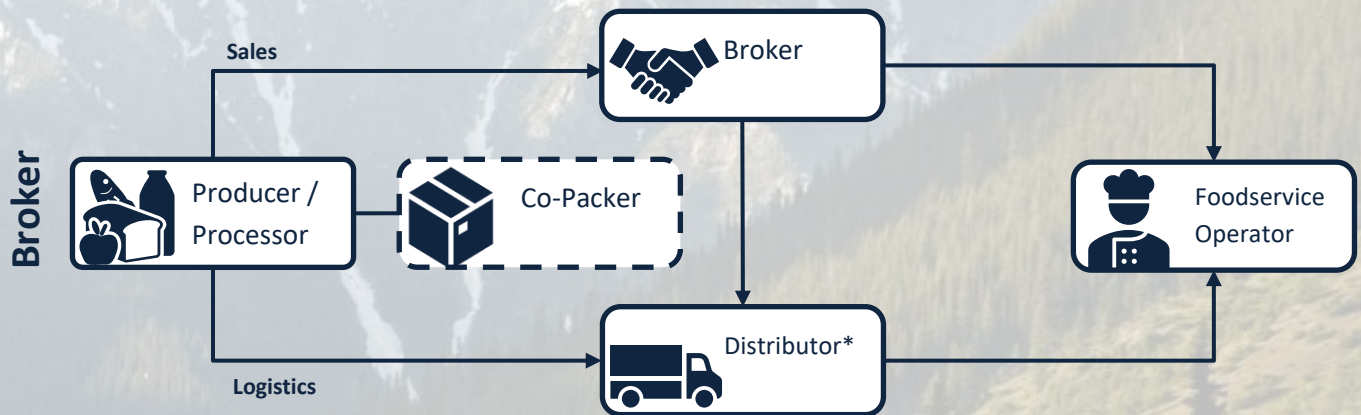 Sales
Broker
Broker
Producer /
Processor
Co-Packer
Foodservice
Operator
Distributor*
Logistics